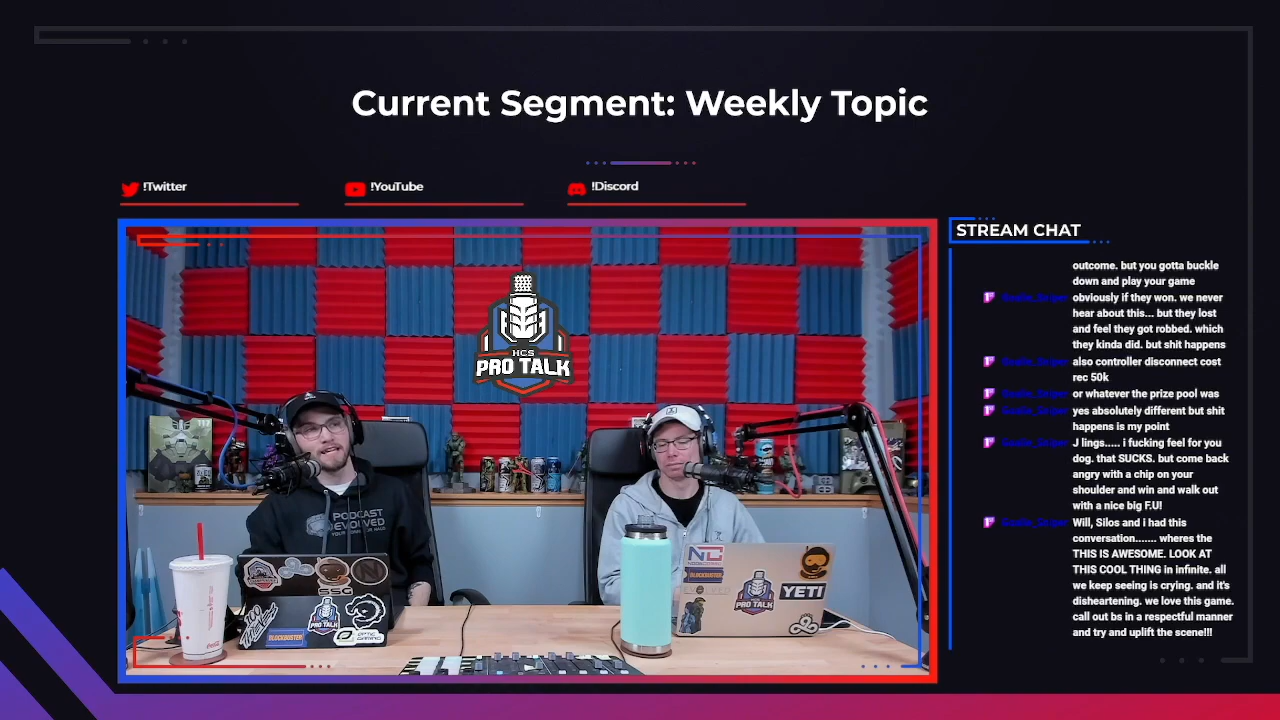 Current Segment: Weekly Topic
!Twitter
!YouTube
!Discord
STREAM CHAT
outcome. but you gotta buckle
down and play your game
obviously if they won. we never
hear about this... but they lost
and feel they got robbed. which
they kinda did. but shit happens
also controller disconnect cost
rec 50k
or whatever the prize pool was
yes absolutely different but shit
happens is my point
J lings..... i fucking feel for you
dog. that SUCKS. but come back
angry with a chip on your
shoulder and win and walk out
with a nice big F.U!
Will, Silos and i had this
conversation....... wheres the
THIS IS AWESOME. LOOK AT
THIS COOL THING in infinite. all
we keep seeing is crying. and it's
disheartening. we love this game.
call out bs in a respectful manner
and try and uplift the scene!!!
HCS
PRO TALK
PODCAST
EVOLVED
SSG
N
BLOCKBUSTER
PRO TALK
OPTIC
GAMING
BLOCKBUSTER
PRO TALK
YETI